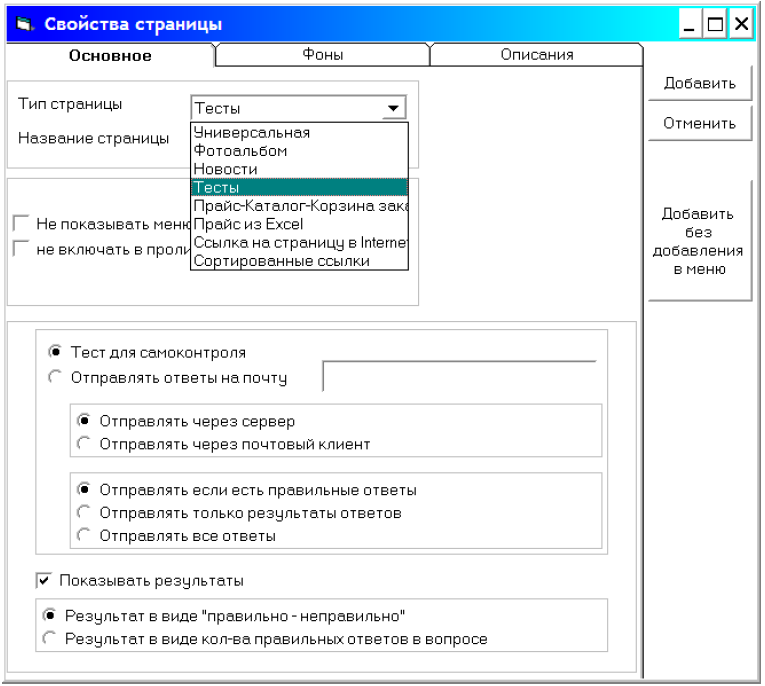 Свойства страницы
Основное
Фоны
Описания
Добавить
Отменить
Добавить
без
добавления
в меню
Тип страницы
Тесты
Название страницы
Универсальная
Фотоальбом
Новости
Тесты
Прайс-Каталог-Корзина зака
Прайс из Excel
Ссылка на страницу в Internet
Сортированные ссылки
Не показывать меню
не включать в проли
Тест для самоконтроля
Отправлять ответы на почту
Отправлять через сервер
Отправлять через почтовый клиент
Отправлять если есть правильные ответы
Отправлять только результаты ответов
Отправлять все ответы
Показывать результаты
Результат в виде "правильно - неправильно"
Результат в виде кол-ва правильных ответов в вопросе